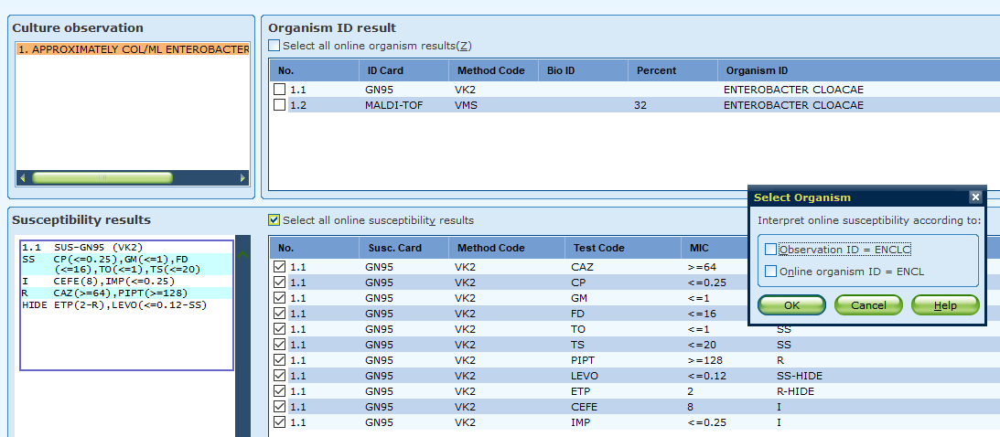 Culture observation
1. APPROXIMATELY COL/ML ENTEROBACTER
Organism ID result
Select all online organism results(Z)
No. ID Card Method Code Bio ID Percent Organism ID
1.1 GN95 VK2 ENTEROBACTER CLOACAE
1.2 MALDI-TOF VMS 32 ENTEROBACTER CLOACAE
Susceptibility results
1.1 SUS-GN95 (VK2)
SS CP(<=0.25),GM(<=1),FD
(<=16),TO(<=1),TS(<=20)
I CEFE(8),IMP(<=0.25)
R CAZ(>=64),PIPT(>=128)
HIDE ETP(2-R),LEVO(<=0.12-SS)
Select all online susceptibility results
No. Susc. Card Method Code Test Code MIC
1.1 GN95 VK2 CAZ >=64
1.1 GN95 VK2 CP <=0.25
1.1 GN95 VK2 GM <=1
1.1 GN95 VK2 FD <=16
1.1 GN95 VK2 TO <=1 SS
1.1 GN95 VK2 TS <=20 SS
1.1 GN95 VK2 PIPT >=128 R
1.1 GN95 VK2 LEVO <=0.12 SS-HIDE
1.1 GN95 VK2 ETP 2 R-HIDE
1.1 GN95 VK2 CEFE 8 I
1.1 GN95 VK2 IMP <=0.25 I
Select Organism
Interpret online susceptibility according to:
Observation ID = ENCLC
Online organism ID = ENCL
OK Cancel Help